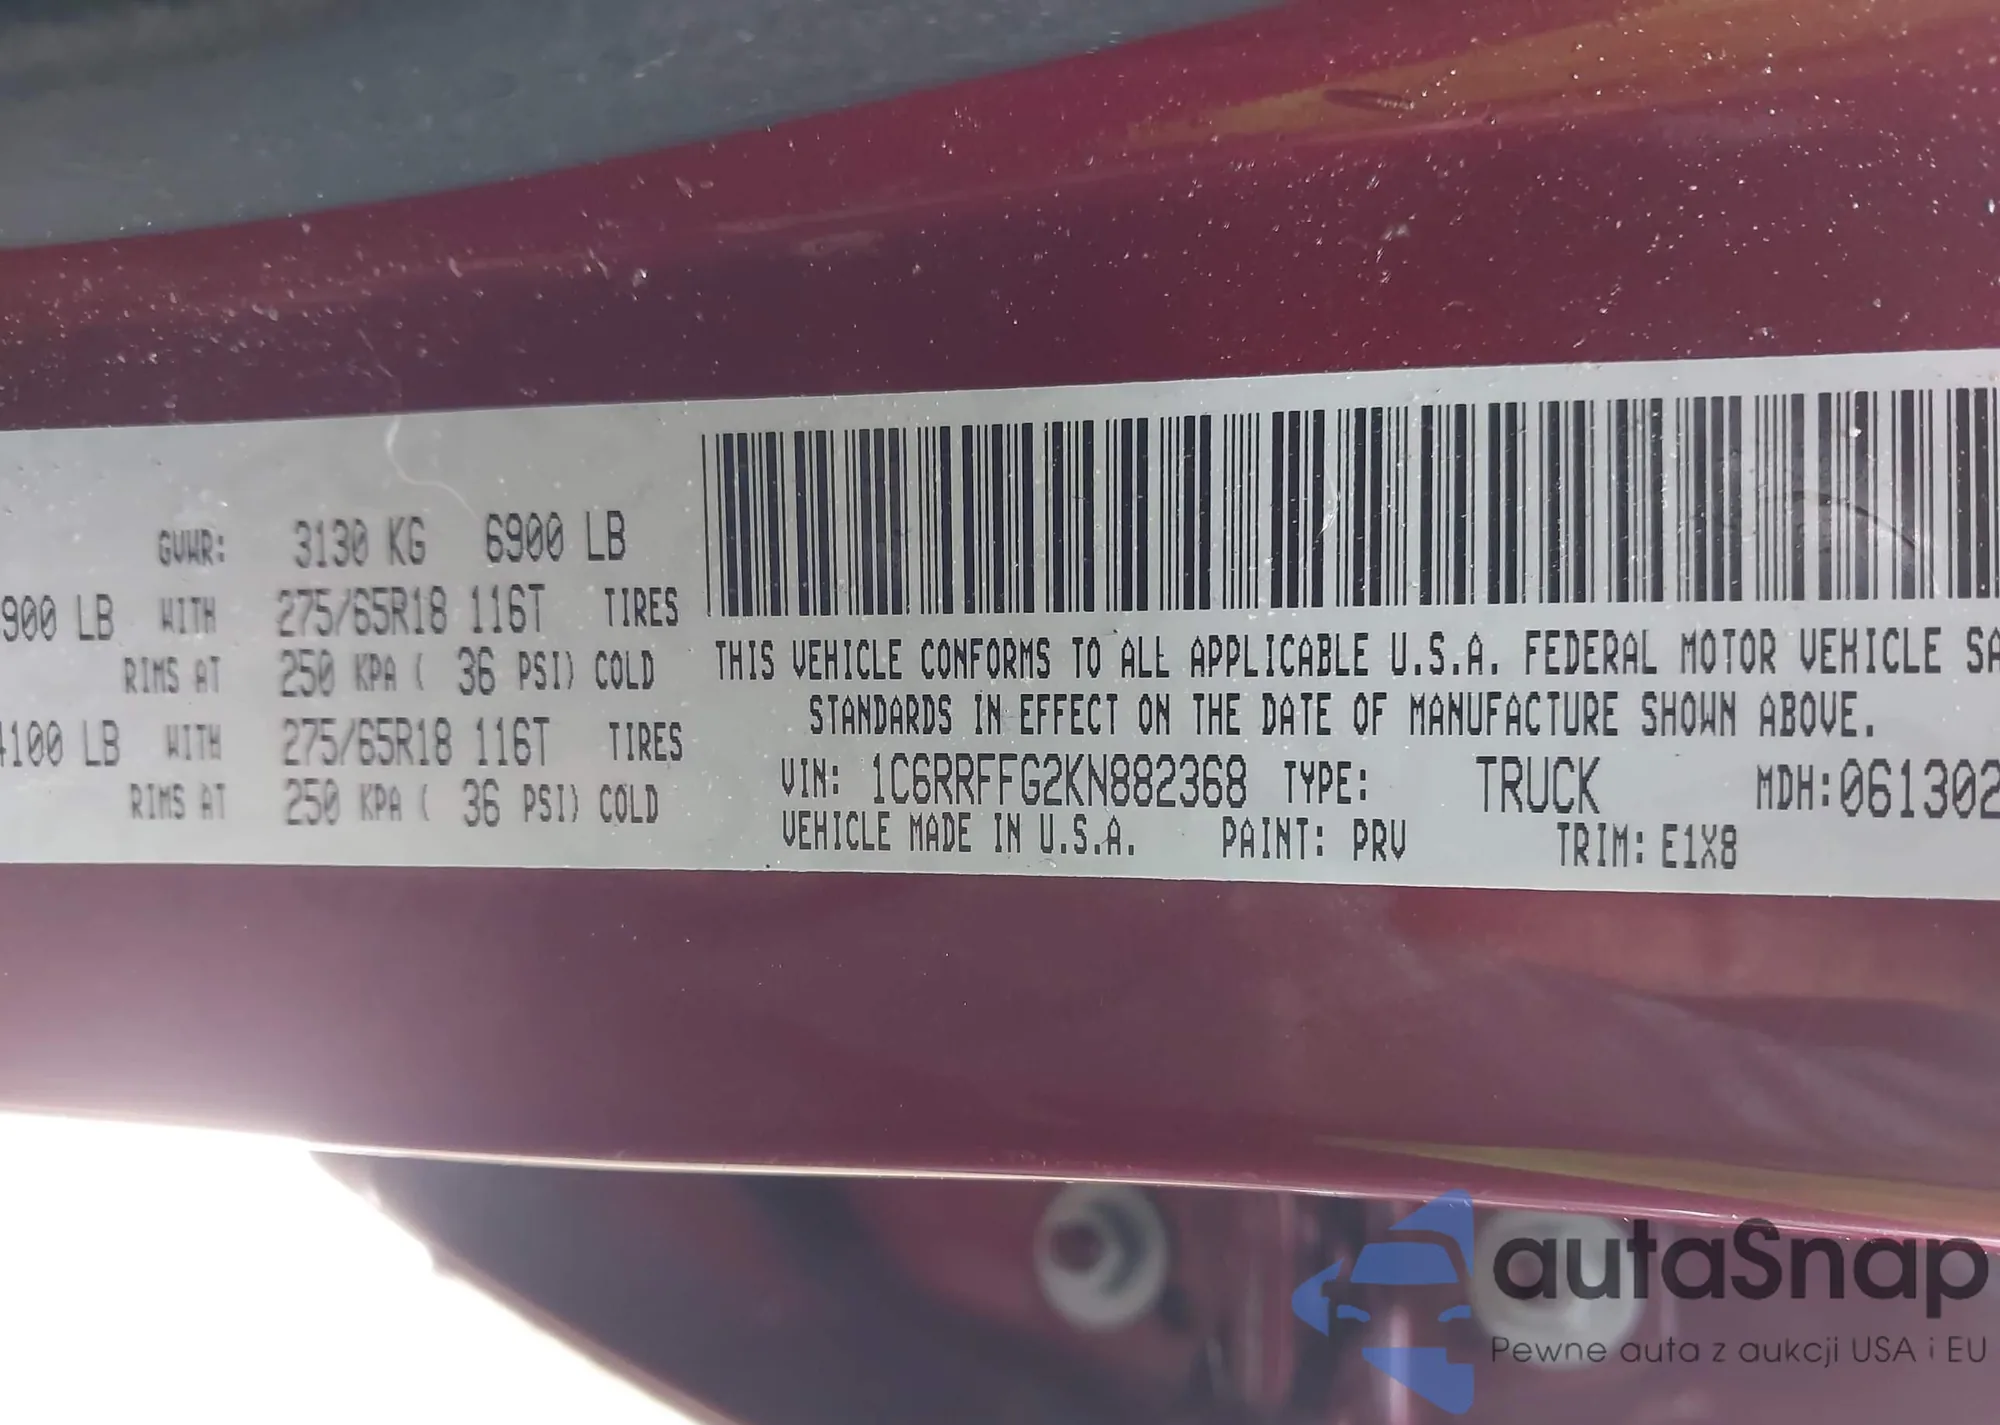 GVWR: 3130 KG 6900 LB
900 LB WITH 275/65R18 116T TIRES
RIMS AT 250 KPA ( 36 PSI) COLD
4100 LB WITH 275/65R18 116T TIRES
RIMS AT 250 KPA ( 36 PSI) COLD
THIS VEHICLE CONFORMS TO ALL APPLICABLE U.S.A. FEDERAL MOTOR VEHICLE SA
STANDARDS IN EFFECT ON THE DATE OF MANUFACTURE SHOWN ABOVE.
VIN: 1C6RRFFG2KN882368 TYPE: TRUCK MDH:061302
VEHICLE MADE IN U.S.A. PAINT: PRV TRIM: E1X8
autaSnap
Pewne auta z aukcji USA i EU